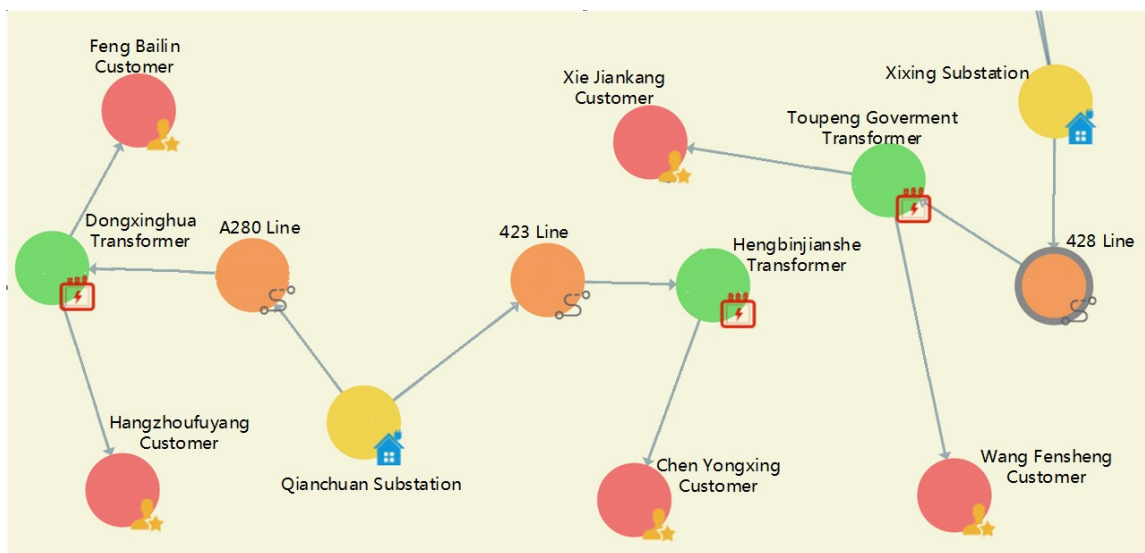 Feng Bailin
Customer
Xie Jiankang
Customer
Xixing Substation
Toupeng Goverment
Transformer
Dongxinghua
Transformer
A280 Line
423 Line
Hengbinjianshe
Transformer
428 Line
Hangzhoufuyang
Customer
Qianchuan Substation
Chen Yongxing
Customer
Wang Fensheng
Customer